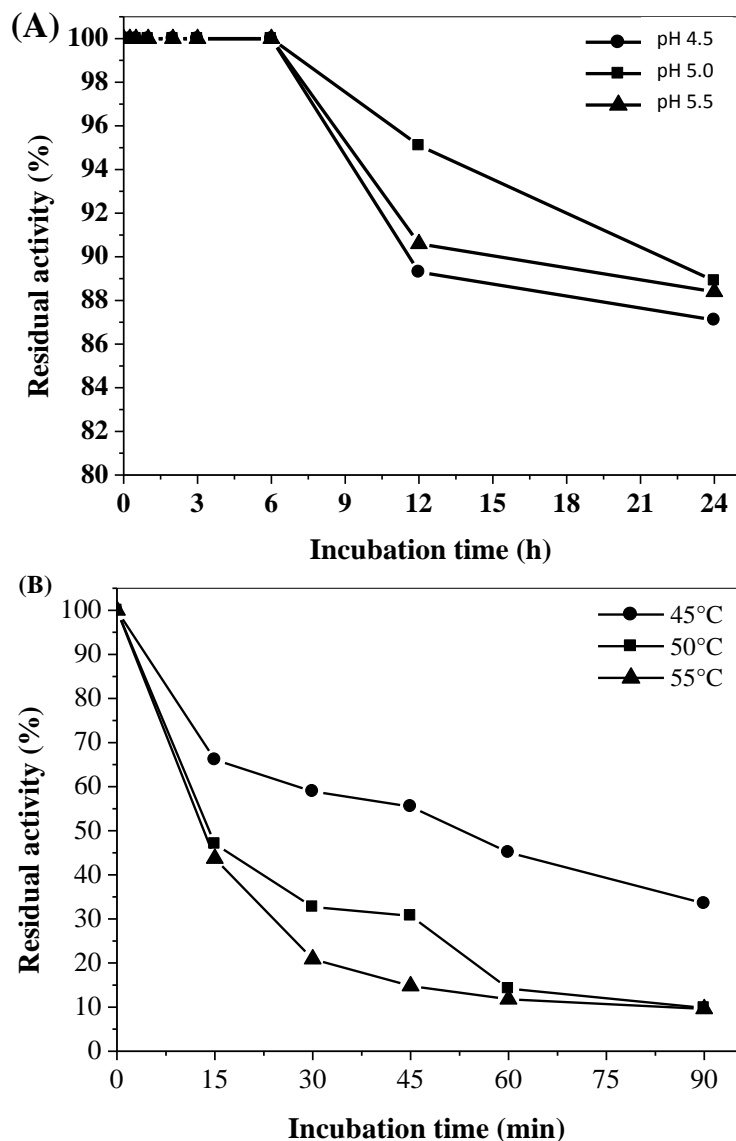 (A)
100
98
96
94
92
90
88
86
84
82
80
Residual activity (%)
pH 4.5
pH 5.0
pH 5.5
0 3 6 9 12 15 18 21 24
Incubation time (h)
(B)
100
90
80
70
60
50
40
30
20
10
0
Residual activity (%)
45°C
50°C
55°C
0 15 30 45 60 75 90
Incubation time (min)